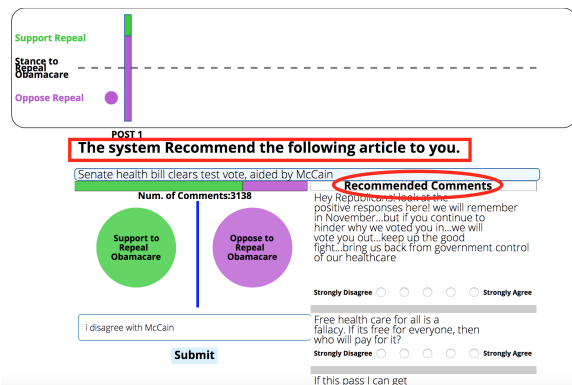 Support Repeal
Stance to
Repeal
Obamacare
Oppose Repeal
POST 1
The system Recommend the following article to you.
Senate health bill clears test vote, aided by McCain
Num. of Comments:3138
Support to
Repeal
Obamacare
Oppose to
Repeal
Obamacare
i disagree with McCain
Submit
Recommended Comments
Hey Republicans! look at the
positive responses here! we will remember
in November...but if you continue to
hinder why we voted you in...we will
vote you out...keep up the good
fight...bring us back from government control
of our healthcare
Strongly Disagree Strongly Agree
Free health care for all is a
fallacy. If its free for everyone, then
who will pay for it?
Strongly Disagree Strongly Agree
If this pass I can get